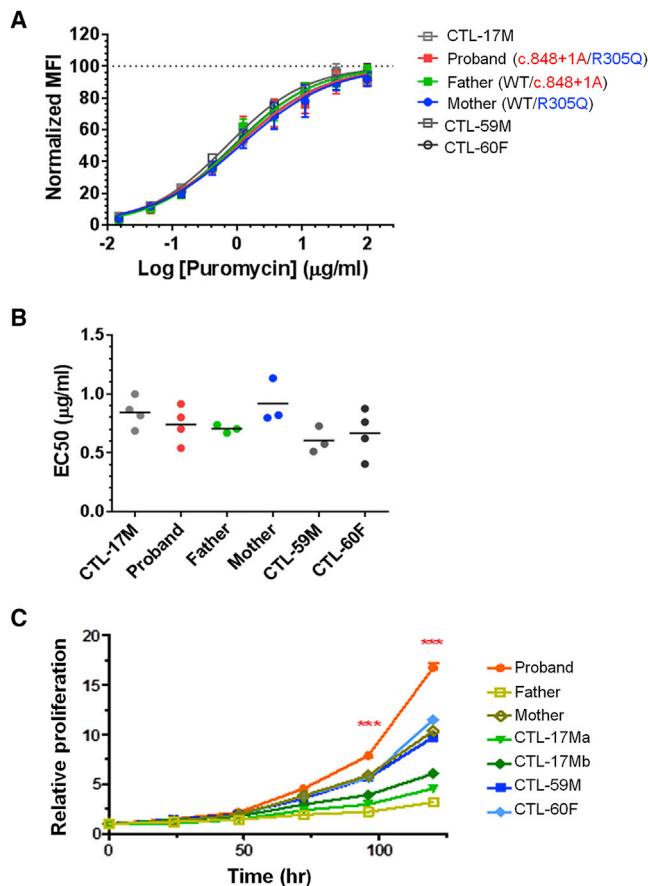 A
Normalized MFI
120
100
80
60
40
20
0
-2
-1
0
1
2
Log [Puromycin] (µg/ml)
CTL-17M
Proband (c.848+1A/R305Q)
Father (WT/c.848+1A)
Mother (WT/R305Q)
CTL-59M
CTL-60F
B
EC50 (µg/ml)
1.5
1.0
0.5
0.0
CTL-17M
Proband
Father
Mother
CTL-59M
CTL-60F
C
Relative proliferation
20
15
10
5
0
0
50
100
Time (hr)
***
***
Proband
Father
Mother
CTL-17Ma
CTL-17Mb
CTL-59M
CTL-60F